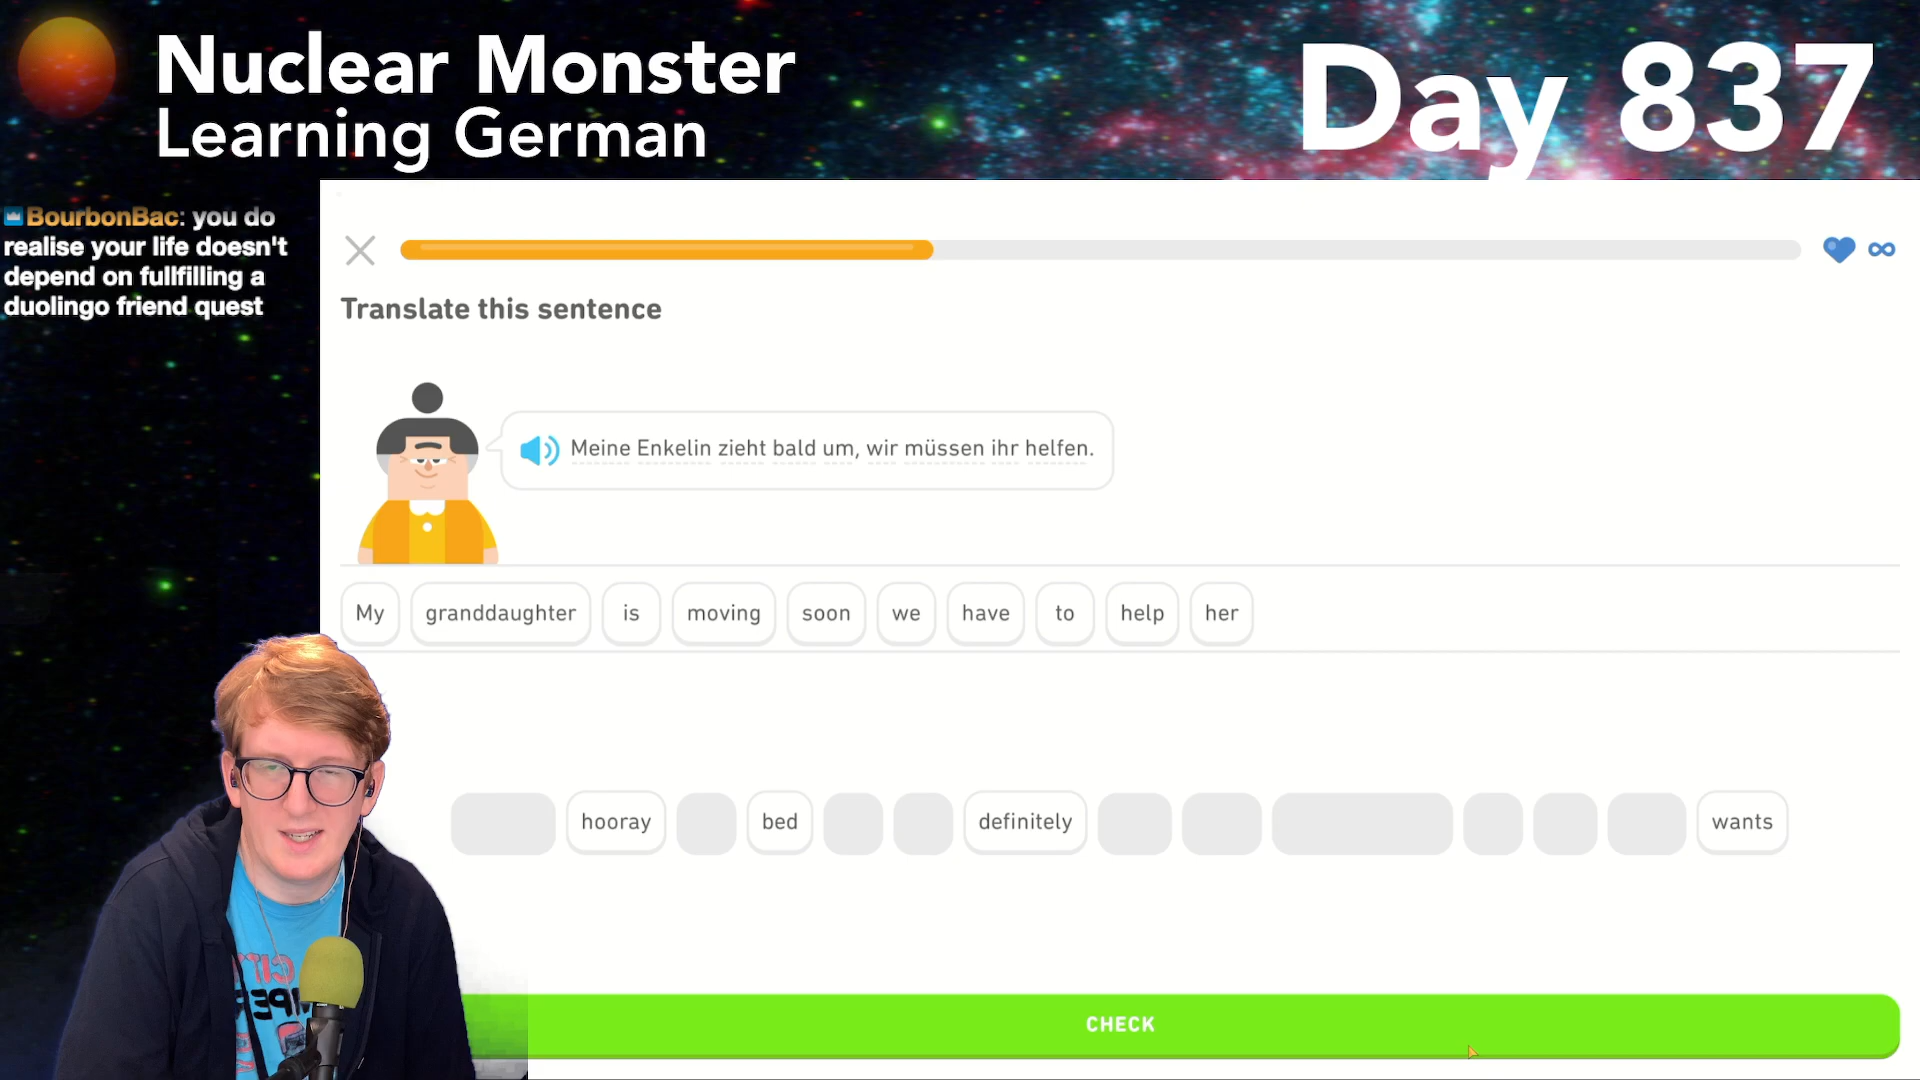 Nuclear Monster
Learning German
Day 837
BourbonBac: you do
realise your life doesn't
depend on fullfilling a
duolingo friend quest
Translate this sentence
Meine Enkelin zieht bald um, wir müssen ihr helfen.
My granddaughter is moving soon we have to help her
hooray bed definitely wants
CHECK